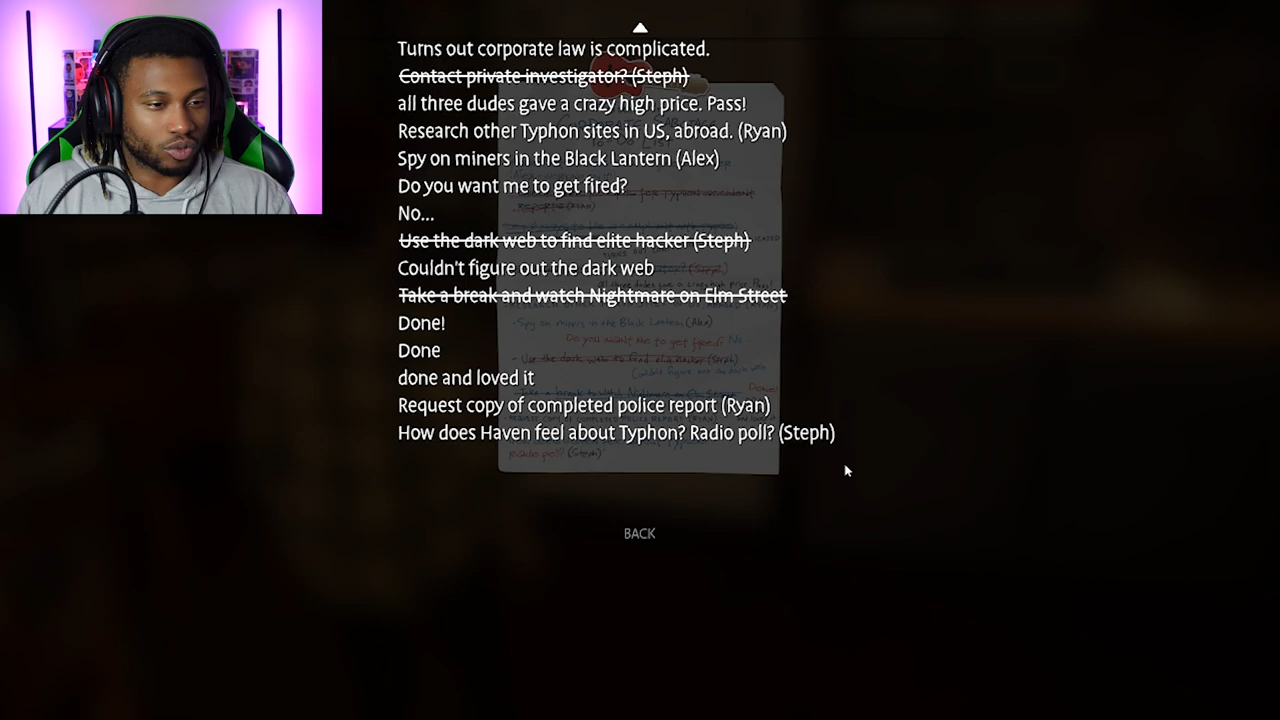 Turns out corporate law is complicated.
Contact private investigator? (Steph)
all three dudes gave a crazy high price. Pass!
Research other Typhon sites in US, abroad. (Ryan)
Spy on miners in the Black Lantern (Alex)
Do you want me to get fired?
No...
Use the dark web to find elite hacker (Steph)
Couldn't figure out the dark web
Take a break and watch Nightmare on Elm Street
Done!
Done
done and loved it
Request copy of completed police report (Ryan)
How does Haven feel about Typhon? Radio poll? (Steph)
BACK